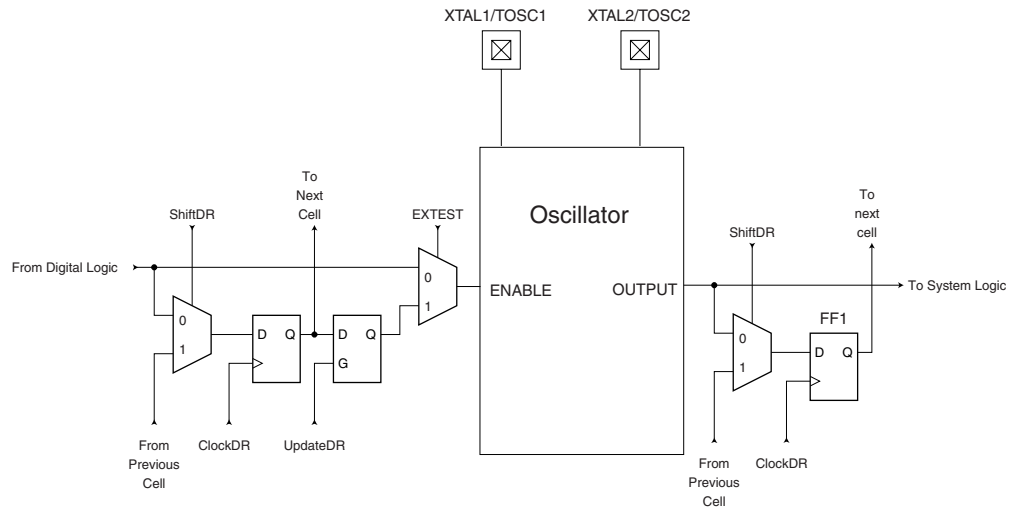 XTAL1/TOSC1
XTAL2/TOSC2
To
Next
Cell
ShiftDR
EXTEST
From Digital Logic
0
1
D Q
D Q
G
0
1
From
Previous
Cell
ClockDR
UpdateDR
Oscillator
ENABLE
OUTPUT
To
next
cell
ShiftDR
To System Logic
FF1
0
1
D Q
From
Previous
Cell
ClockDR